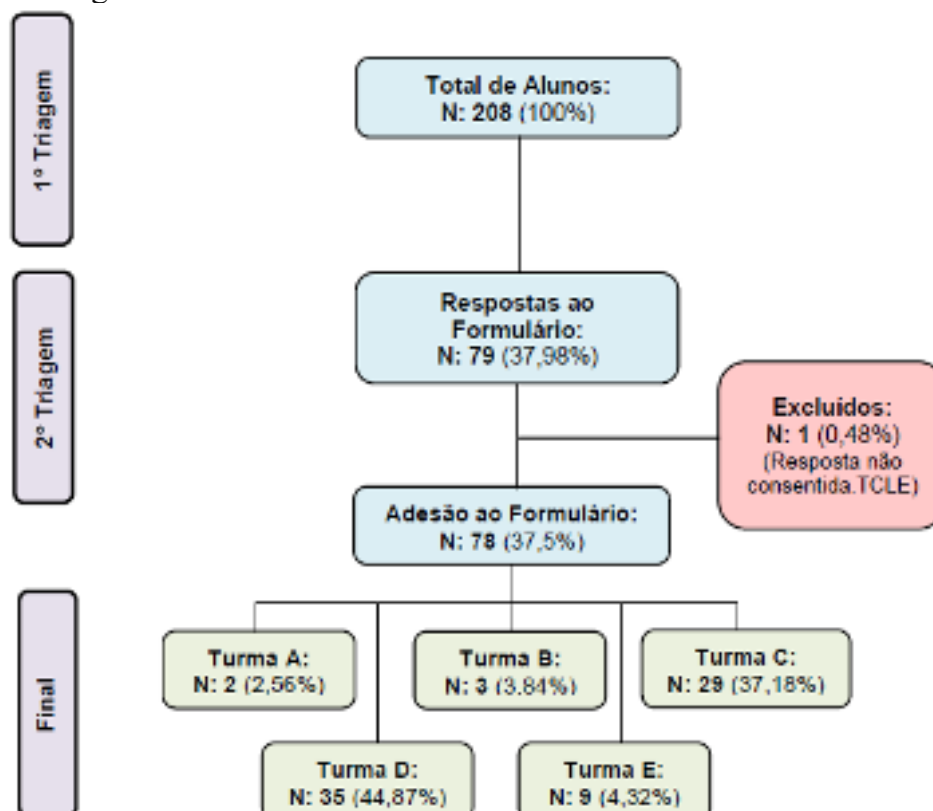 1º Triagem
Total de Alunos:
N: 208 (100%)
2º Triagem
Respostas ao
Formulário:
N: 79 (37,98%)
Excluídos:
N: 1 (0,48%)
(Resposta não
consentida.TCLE)
Adesão ao Formulário:
N: 78 (37,5%)
Final
Turma A:
N: 2 (2,56%)
Turma B:
N: 3 (3.84%)
Turma C:
N: 29 (37,18%)
Turma D:
N: 35 (44,87%)
Turma E:
N: 9 (4,32%)